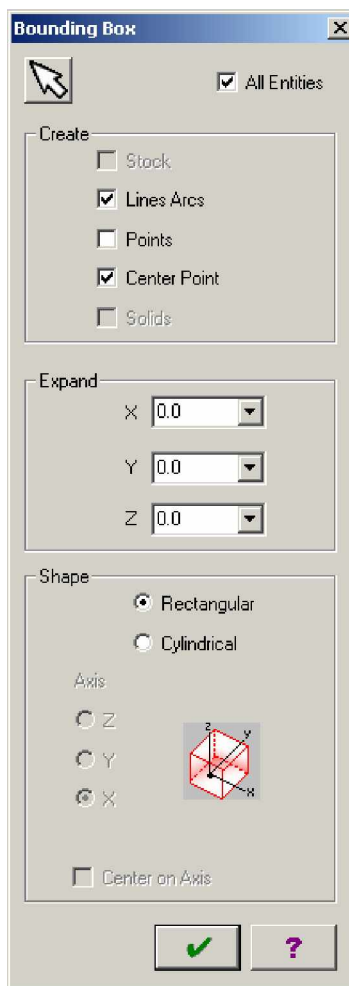 Bounding Box
All Entities
Create
Stock
Lines Arcs
Points
Center Point
Solids
Expand
X 0.0
Y 0.0
Z 0.0
Shape
Rectangular
Cylindrical
Axis
Z
Y
X
z y
x
Center on Axis
?